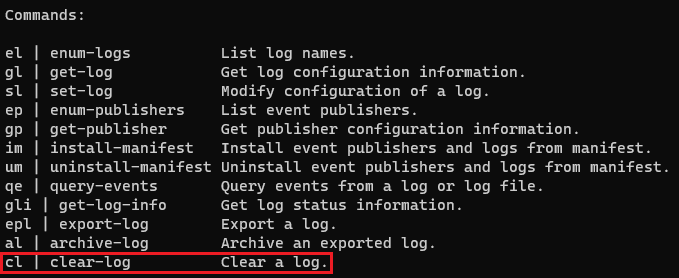 Commands:
el | enum-logs          List log names.
gl | get-log            Get log configuration information.
sl | set-log            Modify configuration of a log.
ep | enum-publishers    List event publishers.
gp | get-publisher      Get publisher configuration information.
im | install-manifest   Install event publishers and logs from manifest.
um | uninstall-manifest Uninstall event publishers and logs from manifest.
qe | query-events       Query events from a log or log file.
gli | get-log-info      Get log status information.
epl | export-log        Export a log.
al | archive-log        Archive an exported log.
cl | clear-log          Clear a log.